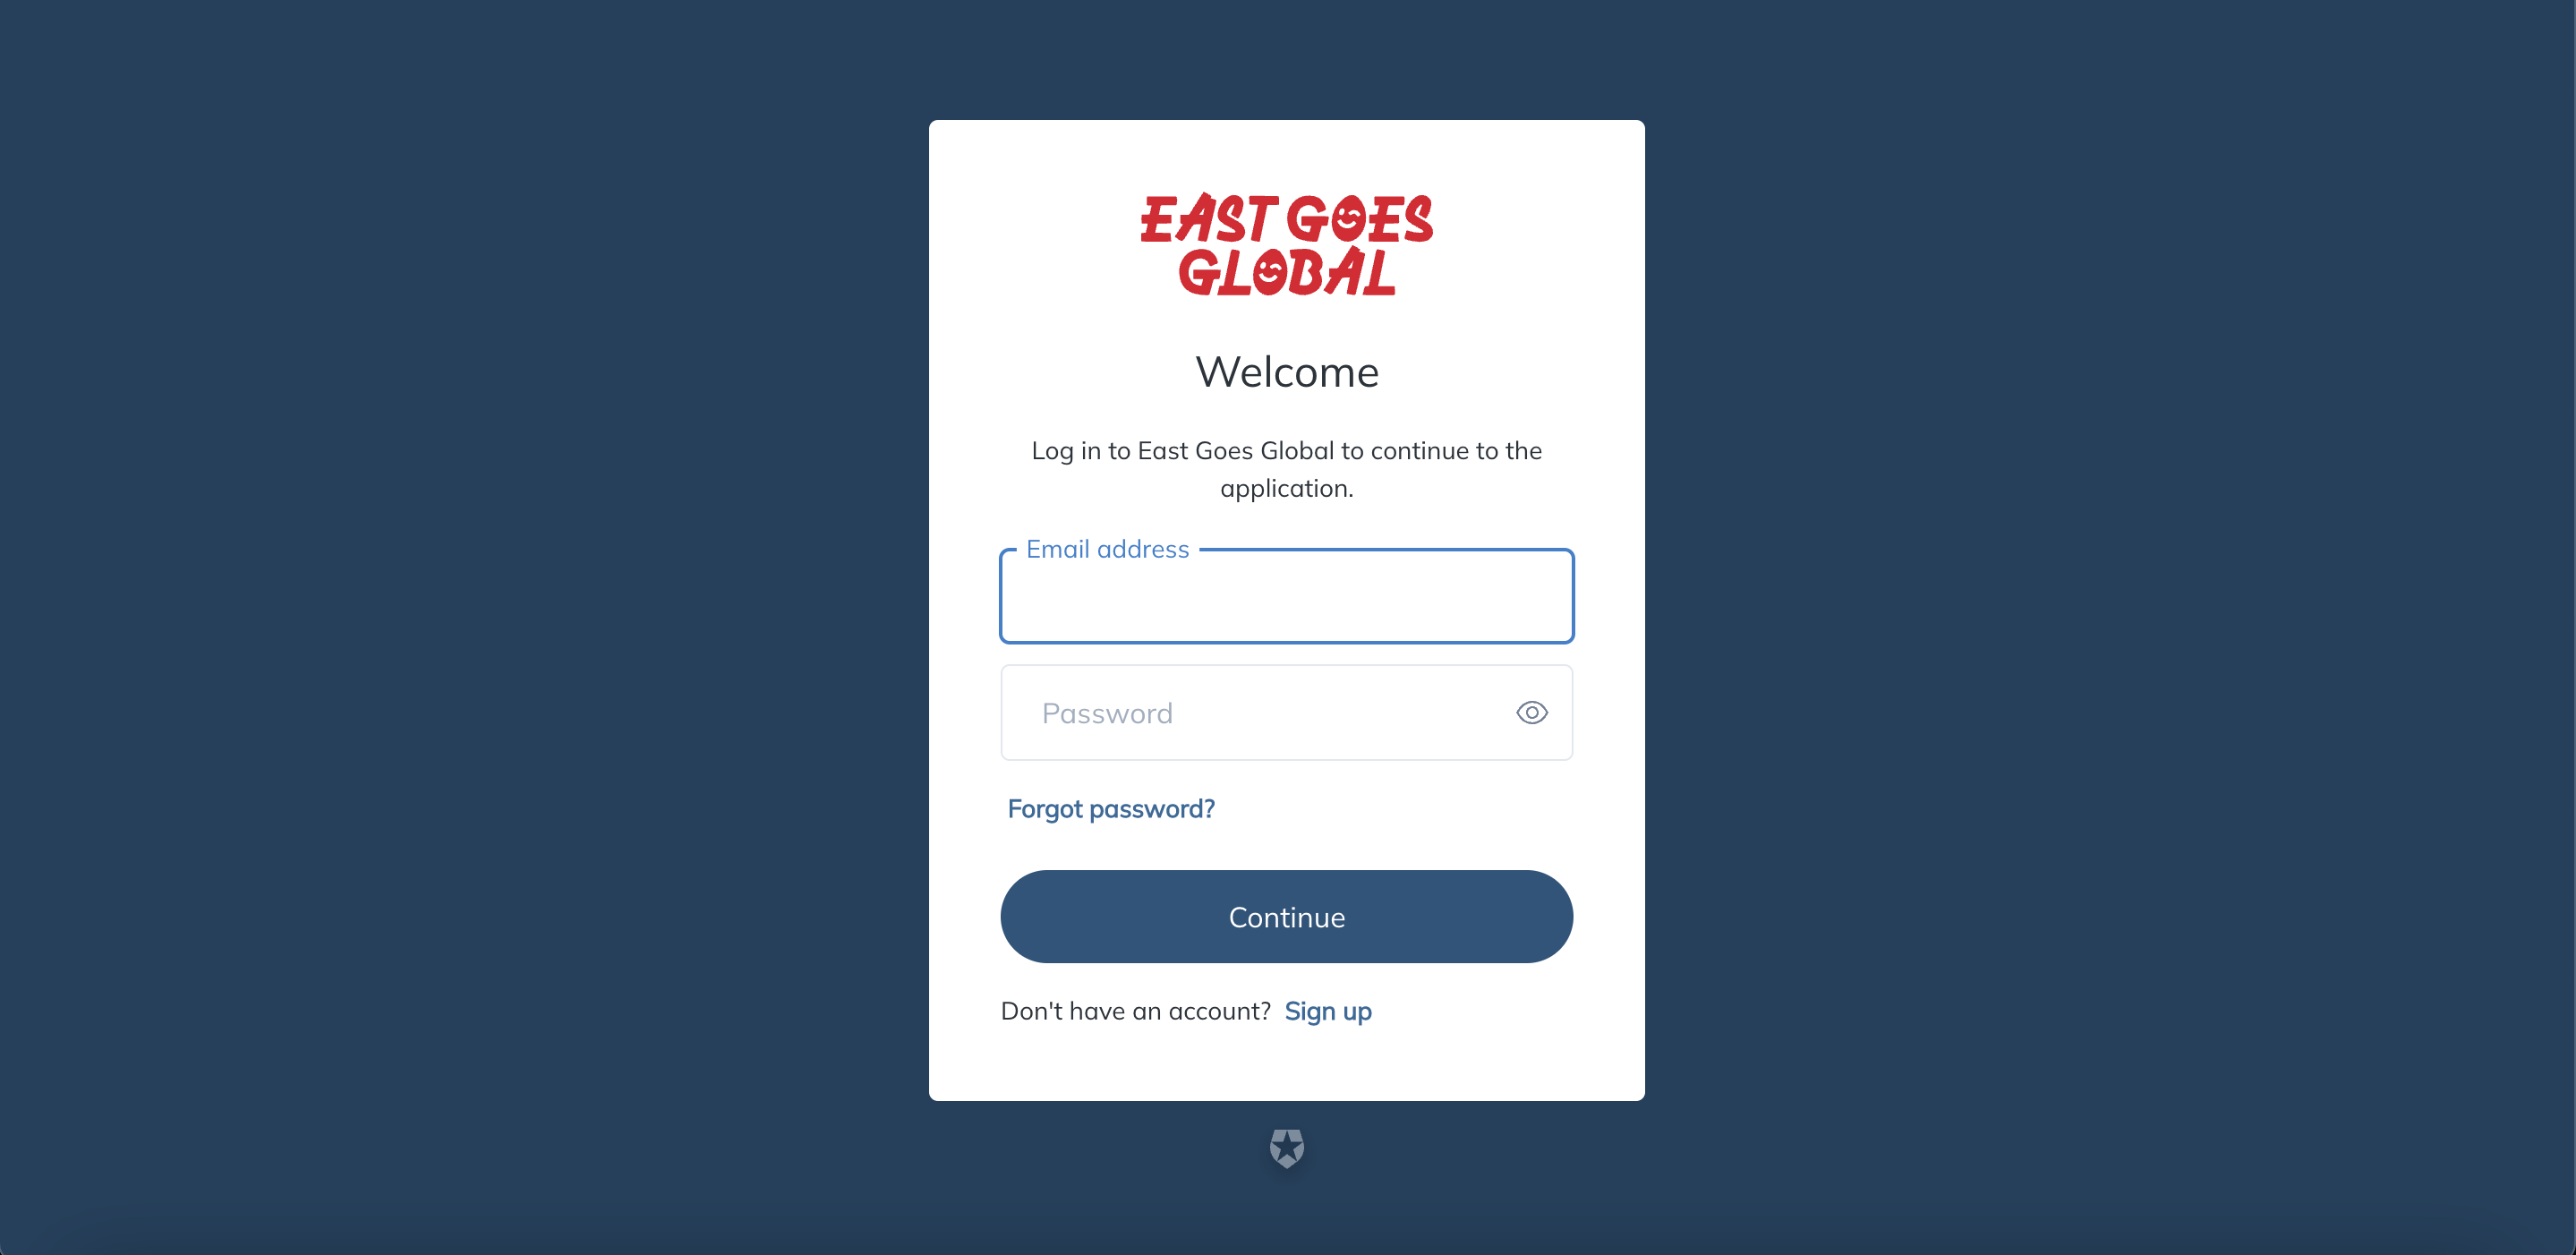 EAST GOES
GLOBAL
Welcome
Log in to East Goes Global to continue to the
application.
Email address
Password
Forgot password?
Continue
Don't have an account? Sign up